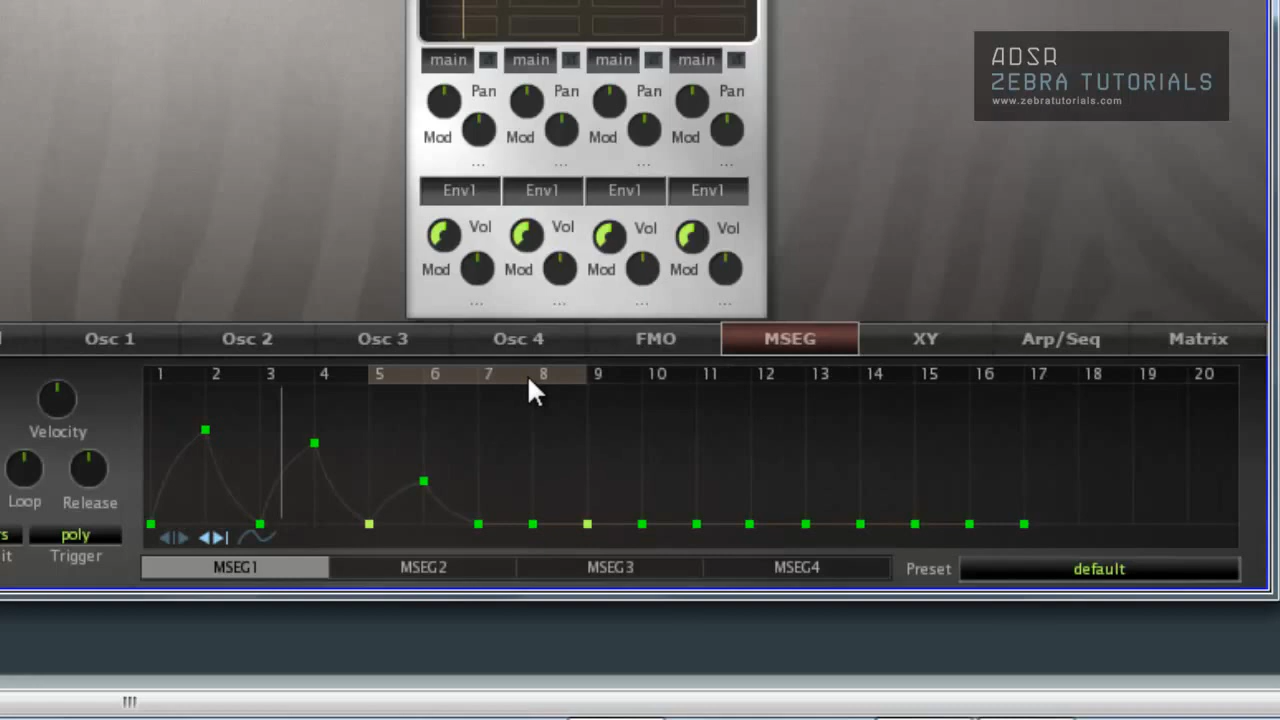 ADSR
ZEBRA TUTORIALS
www.zebratutorials.com
main main main main
Pan Pan Pan Pan
Mod Mod Mod Mod
... ... ... ...
Env1 Env1 Env1 Env1
Vol Vol Vol Vol
Mod Mod Mod Mod
... ... ... ...
Osc 1 Osc 2 Osc 3 Osc 4 FMO MSEG XY Arp/Seq Matrix
1 2 3 4 5 6 7 8 9 10 11 12 13 14 15 16 17 18 19 20
Velocity
Loop Release
poly
Trigger
MSEG1 MSEG2 MSEG3 MSEG4 Preset default